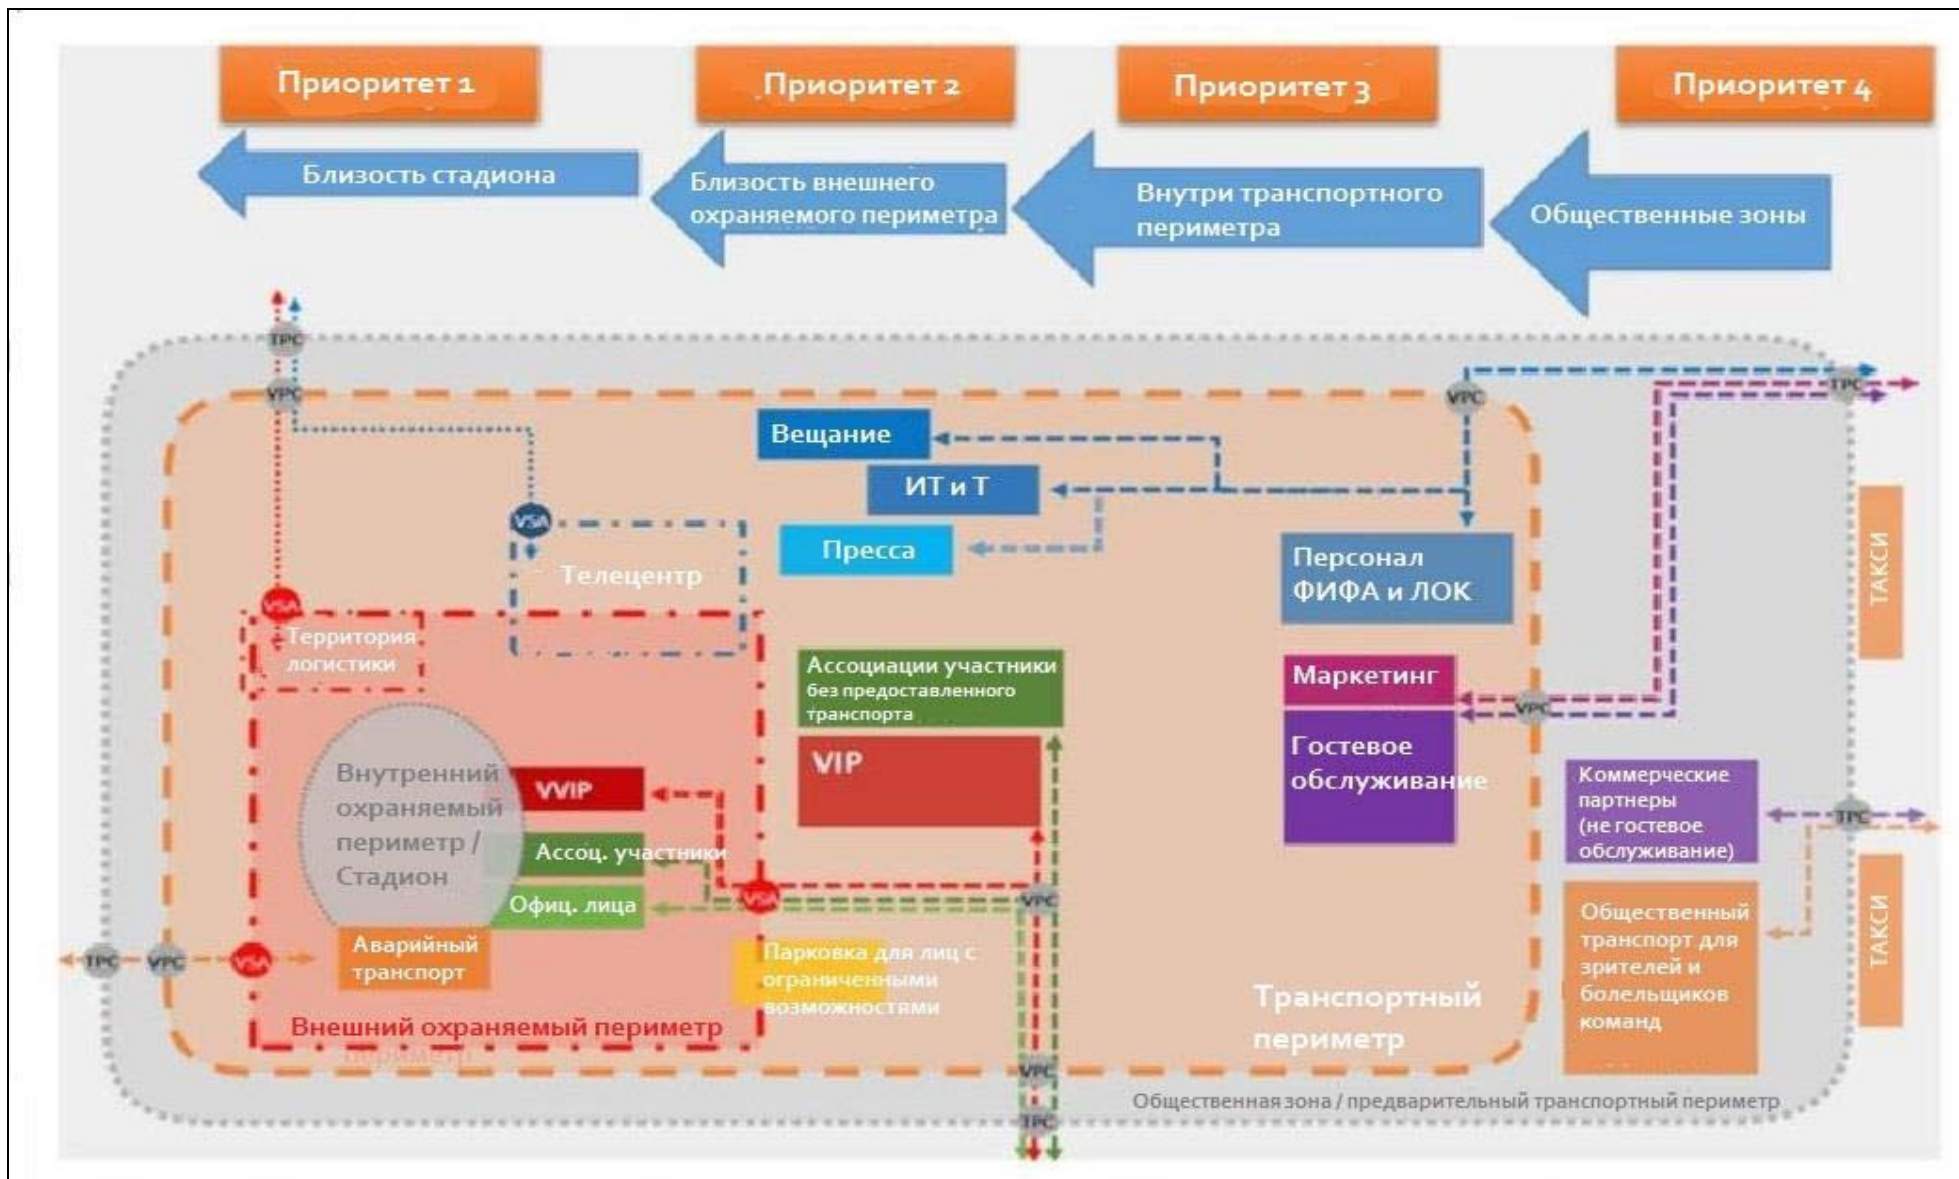 Приоритет 1
Приоритет 2
Приоритет 3
Приоритет 4
Близость стадиона
Близость внешнего
охраняемого периметра
Внутри транспортного
периметра
Общественные зоны
TPC
VPC
VPC
TPC
Вещание
ИТ и Т
Пресса
VSA
Телецентр
Персонал
ФИФА и ЛОК
ТАКСИ
VSA
Территория
логистики
Ассоциации участники
без предоставленного
транспорта
Маркетинг
VPC
VIP
Гостевое
обслуживание
Внутренний
охраняемый
периметр /
Стадион
VVIP
Ассоц. участники
Офиц. лица
VSA
VPC
Коммерческие
партнеры
(не гостевое
обслуживание)
TPC
ТАКСИ
Общественный
транспорт для
зрителей и
болельщиков
команд
TPC
VPC
VSA
Аварийный
транспорт
Парковка для лиц с
ограниченными
возможностями
Транспортный
периметр
Внешний охраняемый периметр
периметр
VPC
Общественная зона / предварительный транспортный периметр
TPC